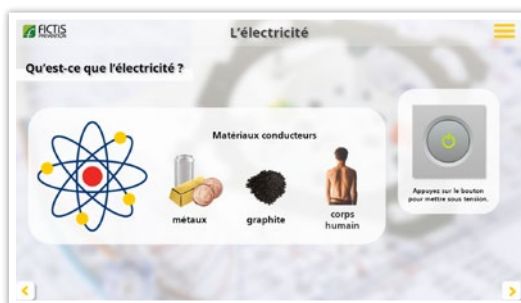 FICTIS
PRÉVENTION
L'électricité
Qu'est-ce que l'électricité ?
Matériaux conducteurs
métaux
graphite
corps
humain
Appuyez sur le bouton
pour mettre sous tension.